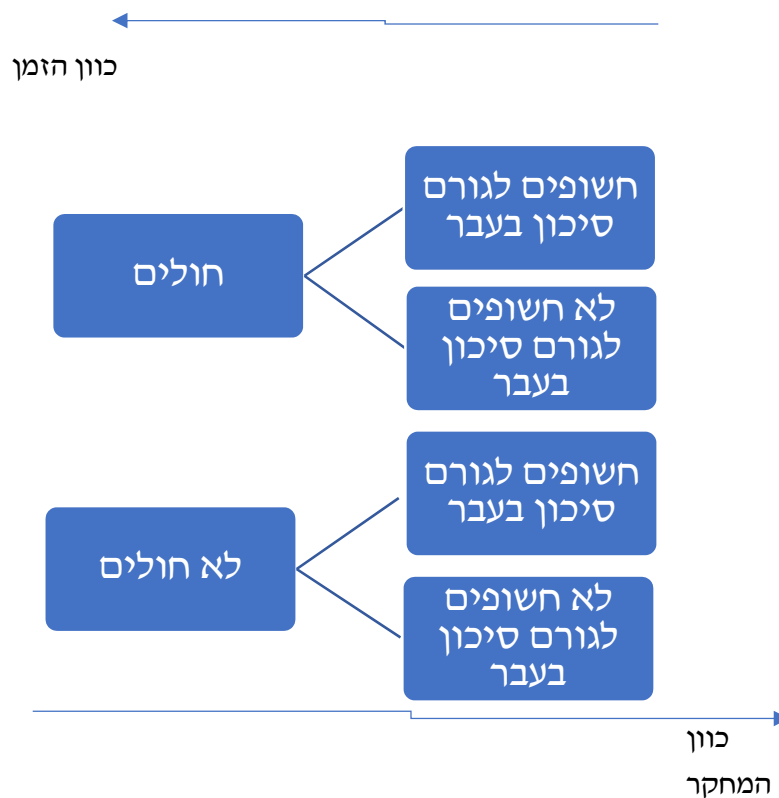 כוון הזמן
חשופים לגורם
סיכון בעבר
חולים
לא חשופים
לגורם סיכון
בעבר
חשופים לגורם
סיכון בעבר
לא חולים
לא חשופים
לגורם סיכון
בעבר
כוון
המחקר